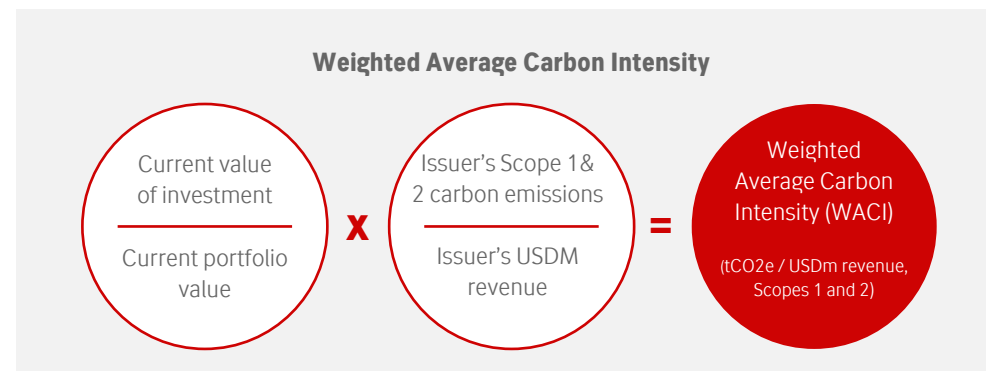 Weighted Average Carbon Intensity
Current value
of investment
Current portfolio
value
x
Issuer's Scope 1&
2 carbon emissions
Issuer's USDM
revenue
=
Weighted
Average Carbon
Intensity (WACI)
(tCO2e / USDm revenue,
Scopes 1 and 2)